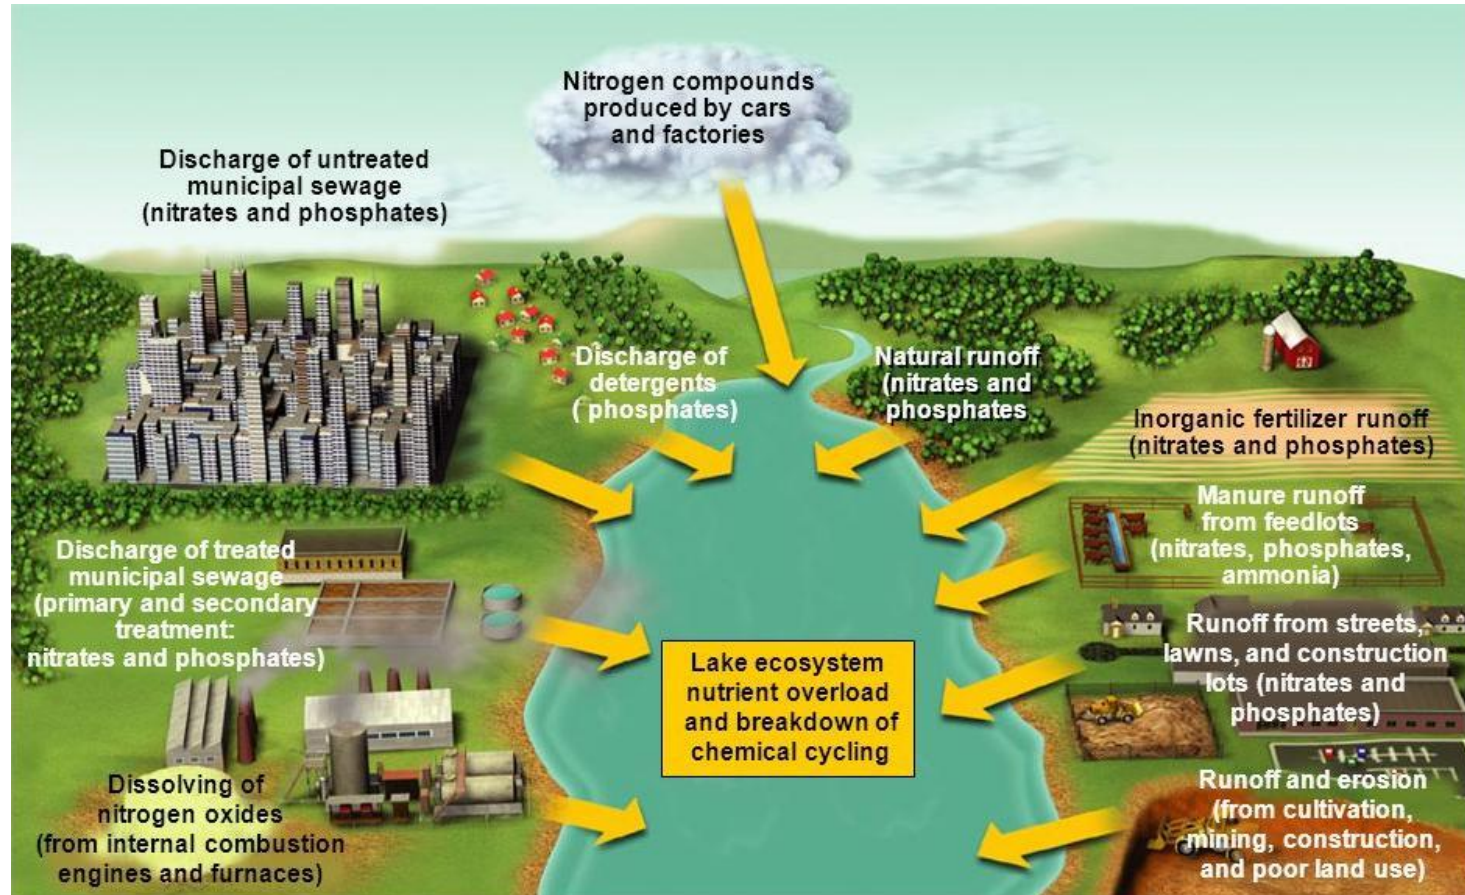 Nitrogen compounds
produced by cars
and factories
Discharge of untreated
municipal sewage
(nitrates and phosphates)
Discharge of
detergents
( phosphates)
Natural runoff
(nitrates and
phosphates
Inorganic fertilizer runoff
(nitrates and phosphates)
Manure runoff
from feedlots
(nitrates, phosphates,
ammonia)
Discharge of treated
municipal sewage
(primary and secondary
treatment:
nitrates and phosphates)
Runoff from streets,
lawns, and construction
lots (nitrates and
phosphates)
Lake ecosystem
nutrient overload
and breakdown of
chemical cycling
Dissolving of
nitrogen oxides
(from internal combustion
engines and furnaces)
Runoff and erosion
(from cultivation,
mining, construction,
and poor land use)